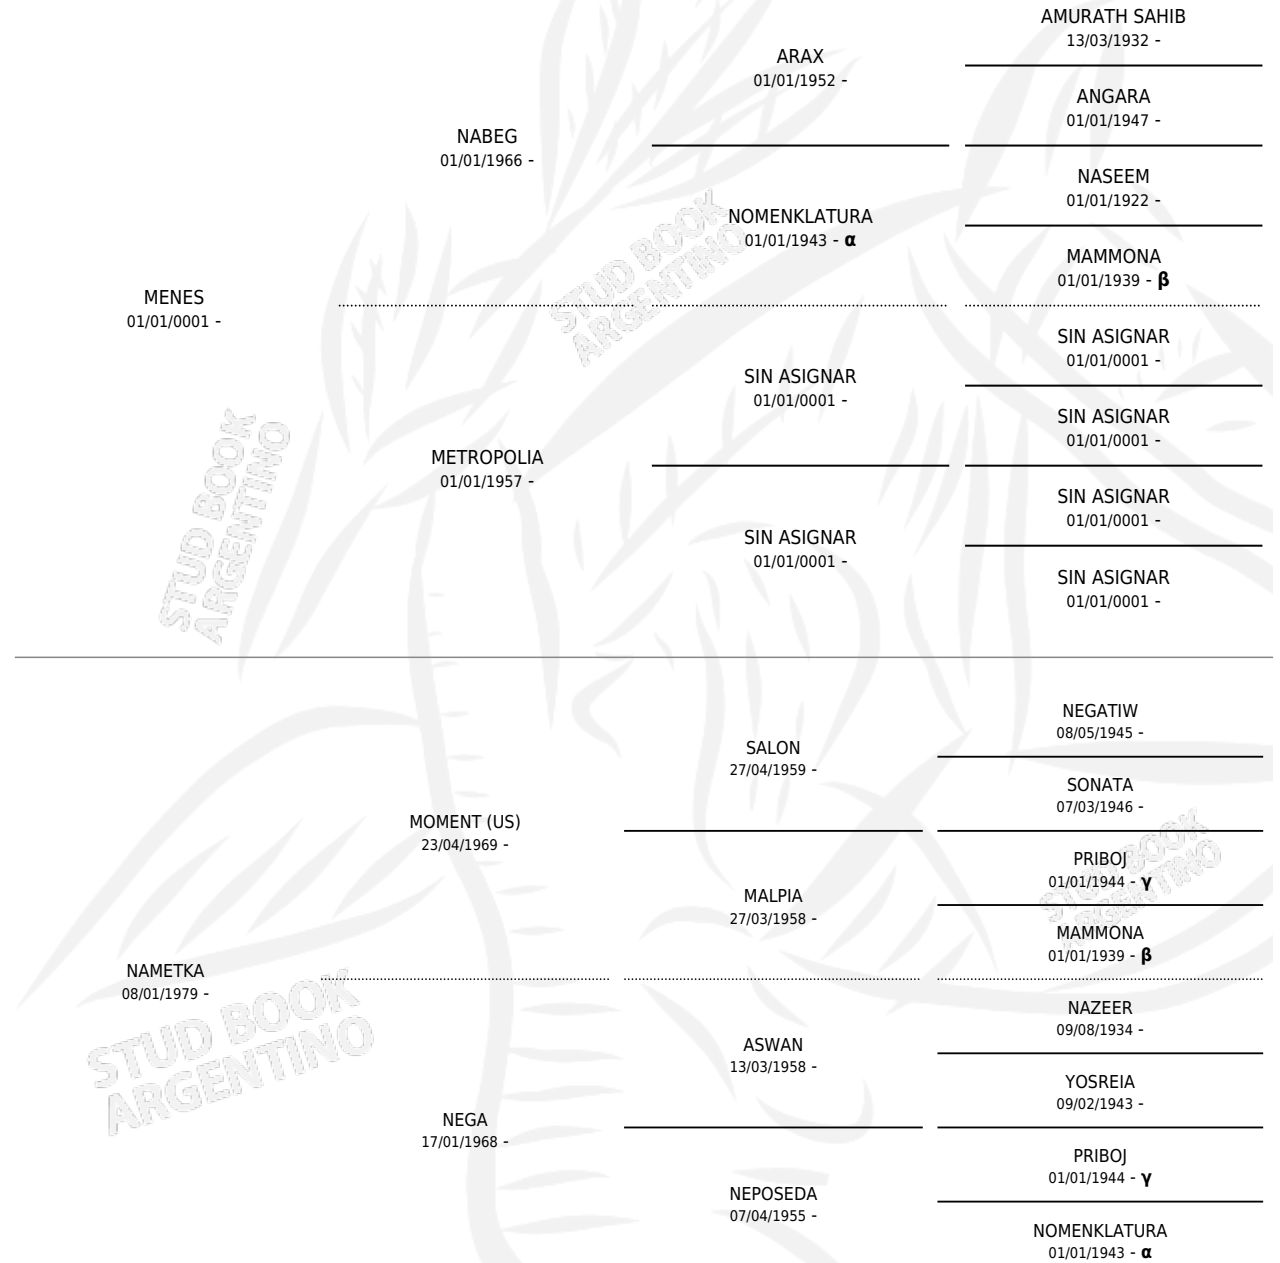 AMURATH SAHIB
13/03/1932 -
ARAX
01/01/1952 -
ANGARA
01/01/1947 -
NABEG
01/01/1966 -
NASEEM
01/01/1922 -
NOMENKLATURA
01/01/1943 - α
MAMMONA
01/01/1939 - β
MENES
01/01/0001 -
SIN ASIGNAR
01/01/0001 -
SIN ASIGNAR
01/01/0001 -
SIN ASIGNAR
01/01/0001 -
METROPOLIA
01/01/1957 -
SIN ASIGNAR
01/01/0001 -
SIN ASIGNAR
01/01/0001 -
SIN ASIGNAR
01/01/0001 -
STUD BOOK
ARGENTINO
STUD BOOK
ARGENTINO
NEGATIW
08/05/1945 -
SALON
27/04/1959 -
SONATA
07/03/1946 -
MOMENT (US)
23/04/1969 -
PRIBOJ
01/01/1944 - γ
MALPIA
27/03/1958 -
MAMMONA
01/01/1939 - β
NAMETKA
08/01/1979 -
NAZEER
09/08/1934 -
ASWAN
13/03/1958 -
YOSREIA
09/02/1943 -
NEGA
17/01/1968 -
PRIBOJ
01/01/1944 - γ
NEPOSEDA
07/04/1955 -
NOMENKLATURA
01/01/1943 - α
STUD BOOK
ARGENTINO
STUD BOOK
ARGENTINO